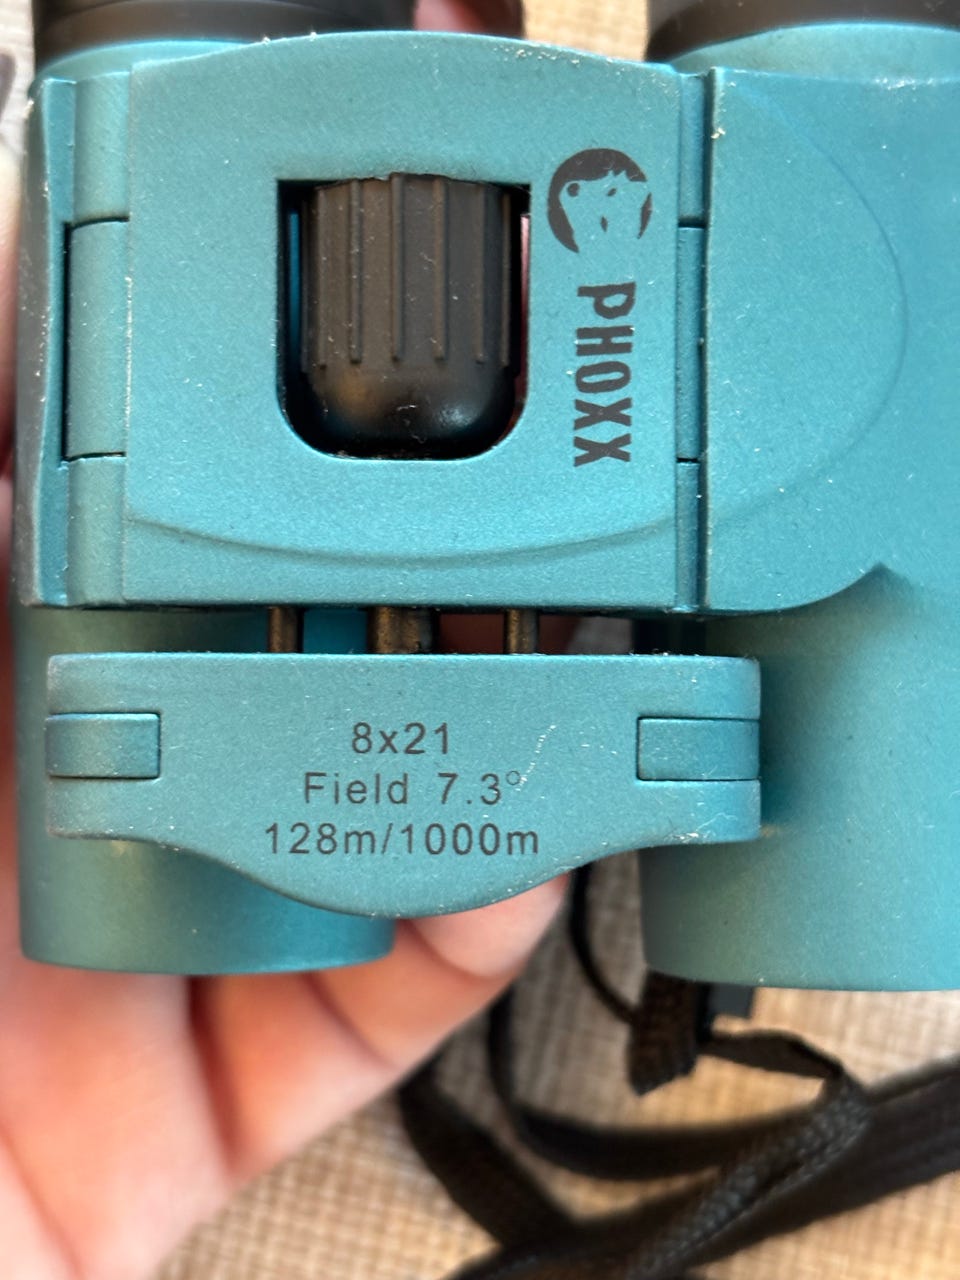 PHOXX
8x21
Field 7.3°
128m/1000m